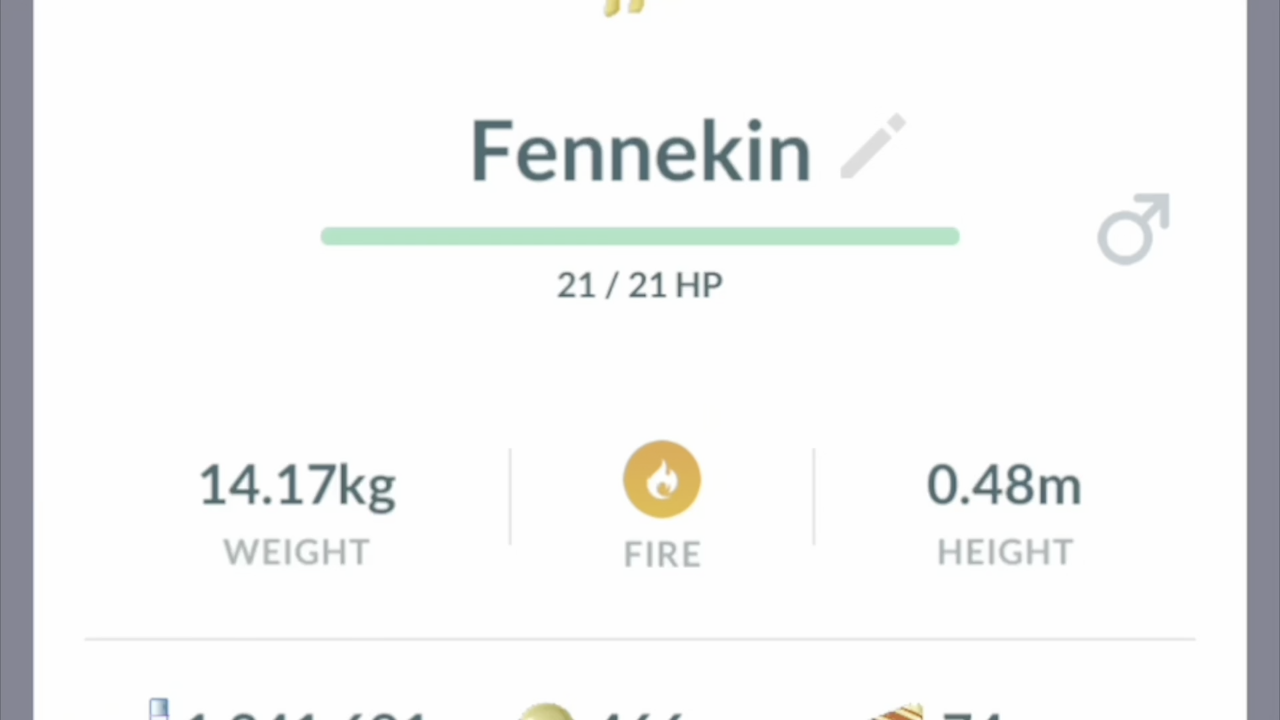 Fennekin
21 / 21 HP
14.17kg
0.48m
WEIGHT
FIRE
HEIGHT